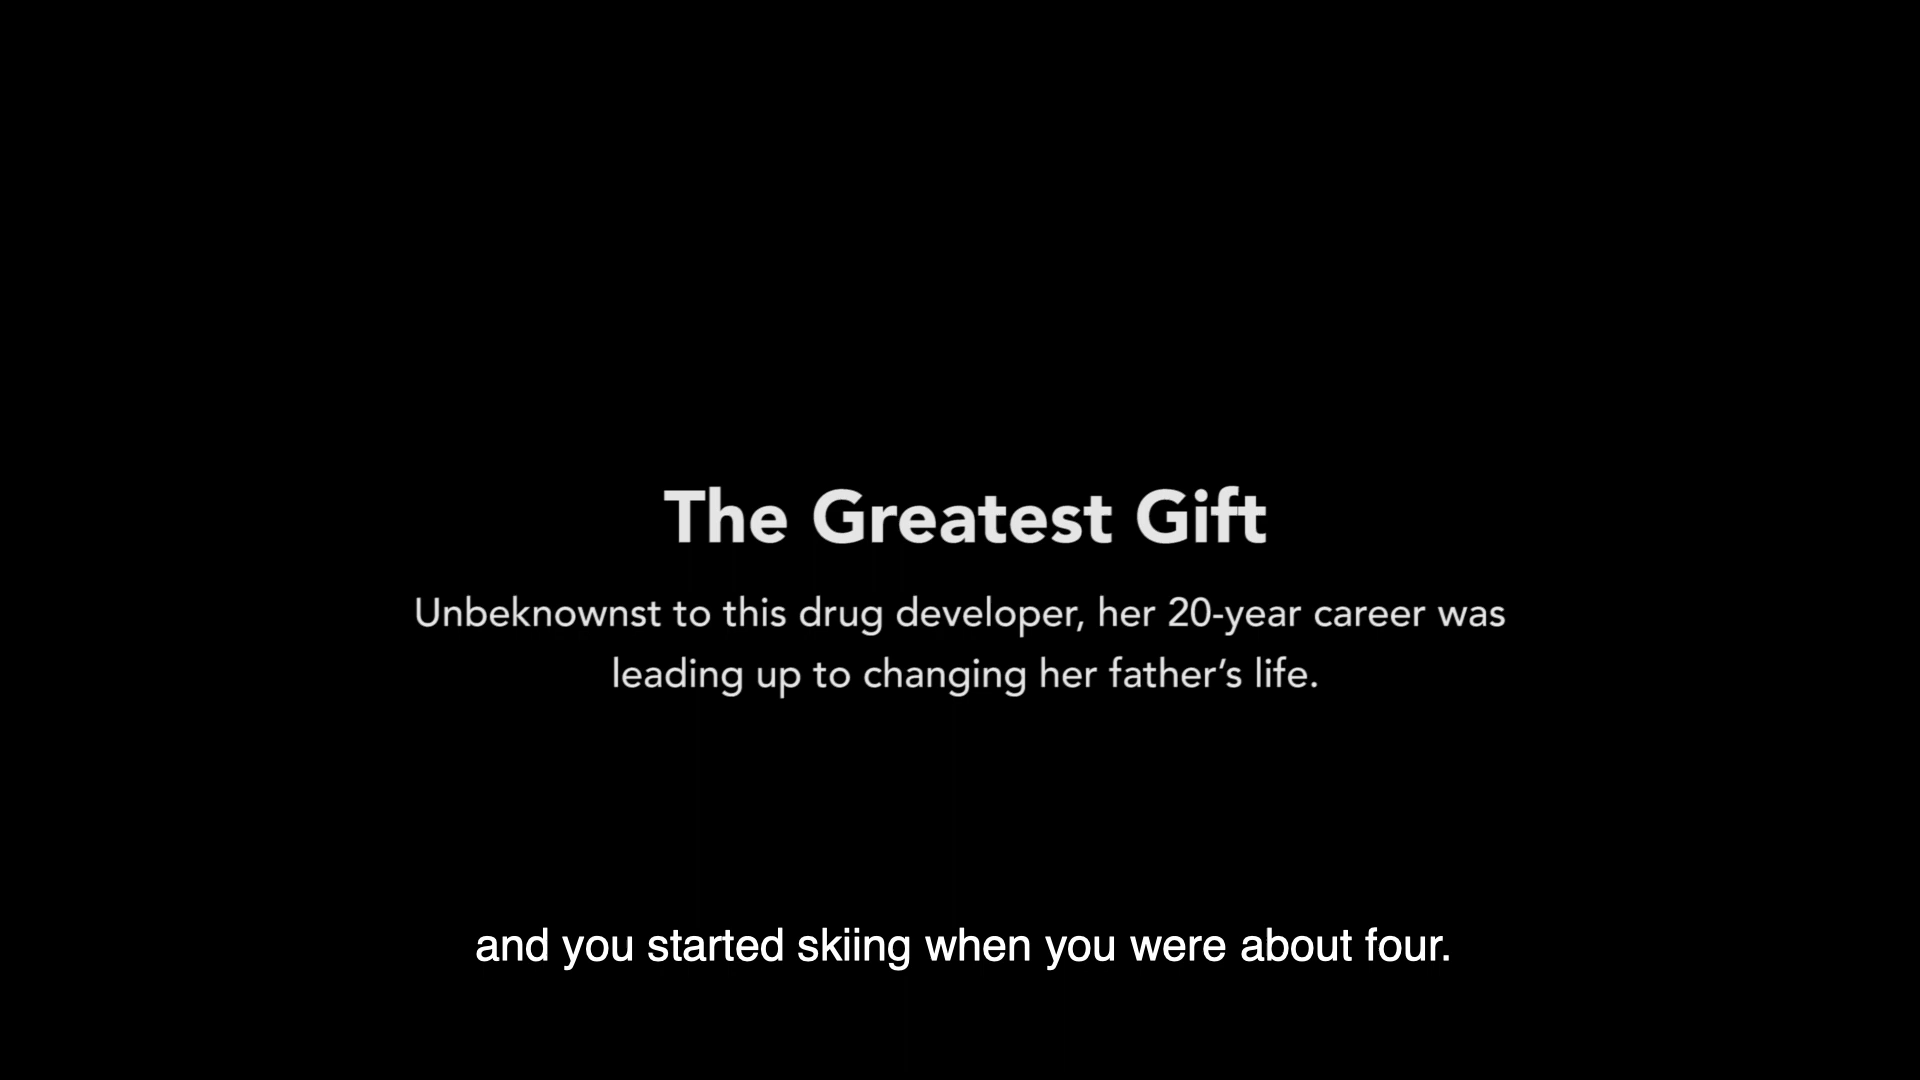 The Greatest Gift
Unbeknownst to this drug developer, her 20-year career was
leading up to changing her father’s life.
and you started skiing when you were about four.